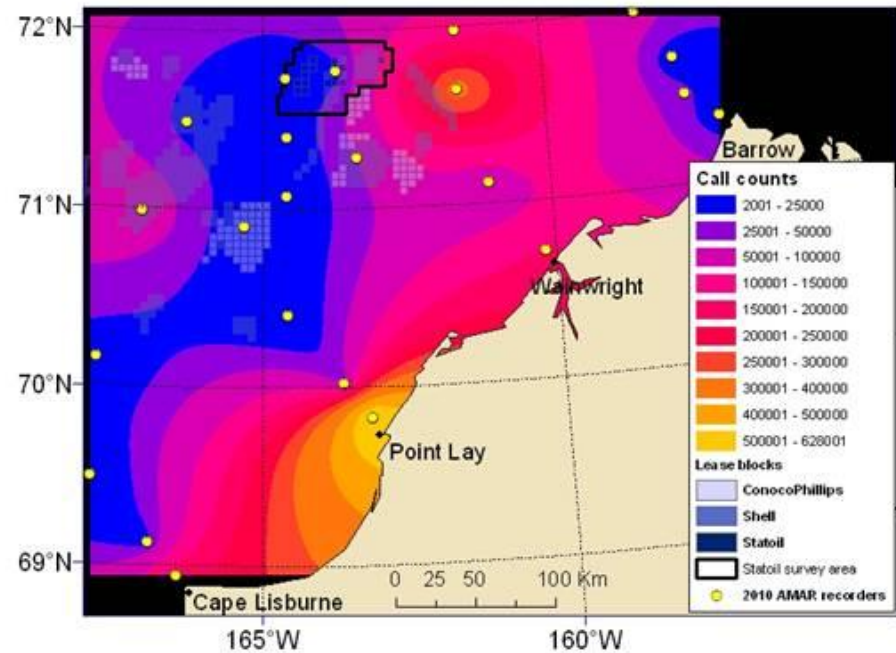 72°N
71°N
70°N
69°N
165°W
160°W
Barrow
Wainwright
Point Lay
Cape Lisburne
0 25 50 100 Km
Call counts
2001 - 25000
25001 - 50000
50001 - 100000
100001 - 150000
150001 - 200000
200001 - 250000
250001 - 300000
300001 - 400000
400001 - 500000
500001 - 628001
Lease blocks
ConocoPhillips
Shell
Statoil
Statoil survey area
2010 AMAR recorders